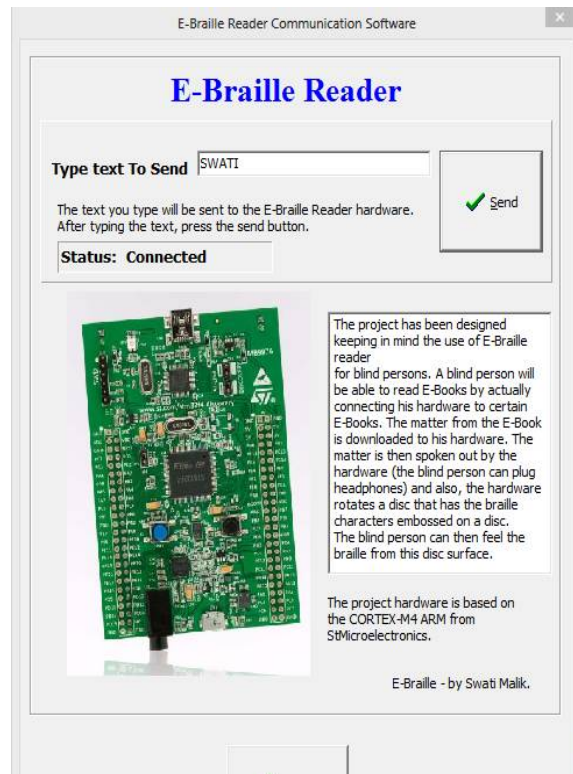 E-Braille Reader Communication Software
E-Braille Reader
Type text To Send
SWATI
Send
The text you type will be sent to the E-Braille Reader hardware.
After typing the text, press the send button.
Status: Connected
The project has been designed
keeping in mind the use of E-Braille
reader
for blind persons. A blind person will
be able to read E-Books by actually
connecting his hardware to certain
E-Books. The matter from the E-Book
is downloaded to his hardware. The
matter is then spoken out by the
hardware (the blind person can plug
headphones) and also, the hardware
rotates a disc that has the braille
characters embossed on a disc.
The blind person can then feel the
braille from this disc surface.
The project hardware is based on
the CORTEX-M4 ARM from
StMicroelectronics.
E-Braille - by Swati Malik.